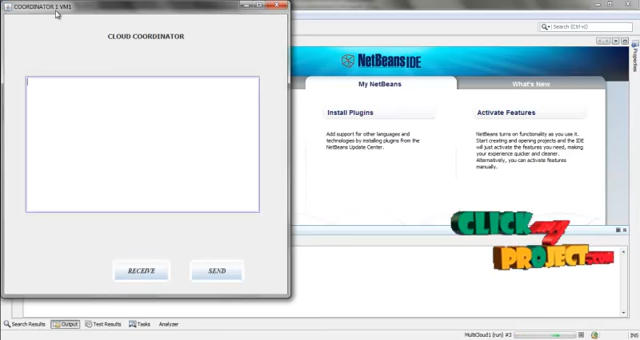 COORDINATOR 1 VM1
CLOUD COORDINATOR
RECEIVE
SEND
Search (Ctrl+I)
NetBeans IDE
My NetBeans
What's New
Install Plugins
Add support for other languages and
technologies by installing plugins from the
NetBeans Update Center.
Activate Features
NetBeans turns on functionality as you use it.
Start creating and opening projects and the IDE
will just activate the features you need, making
your experience quicker and cleaner.
Alternatively, you can activate features
manually.
Properties
CLICK
MY
PROJECT.COM
Search Results
Output
Test Results
Tasks
Analyzer
MultiCloud1 (run) #3
INS